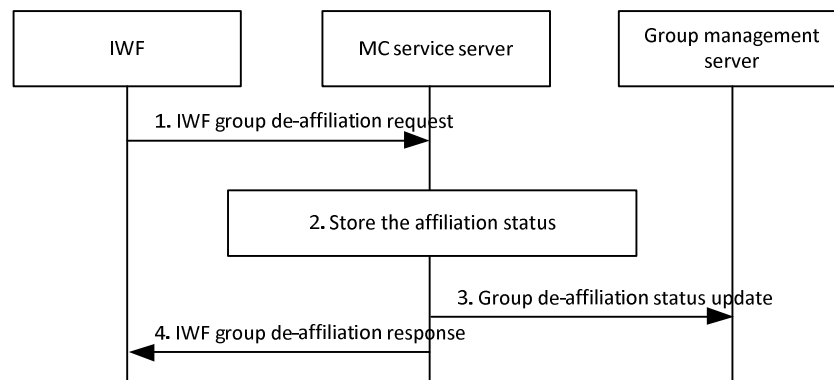 IWF
MC service server
Group management
server
1. IWF group de-affiliation request
2. Store the affiliation status
3. Group de-affiliation status update
4. IWF group de-affiliation response